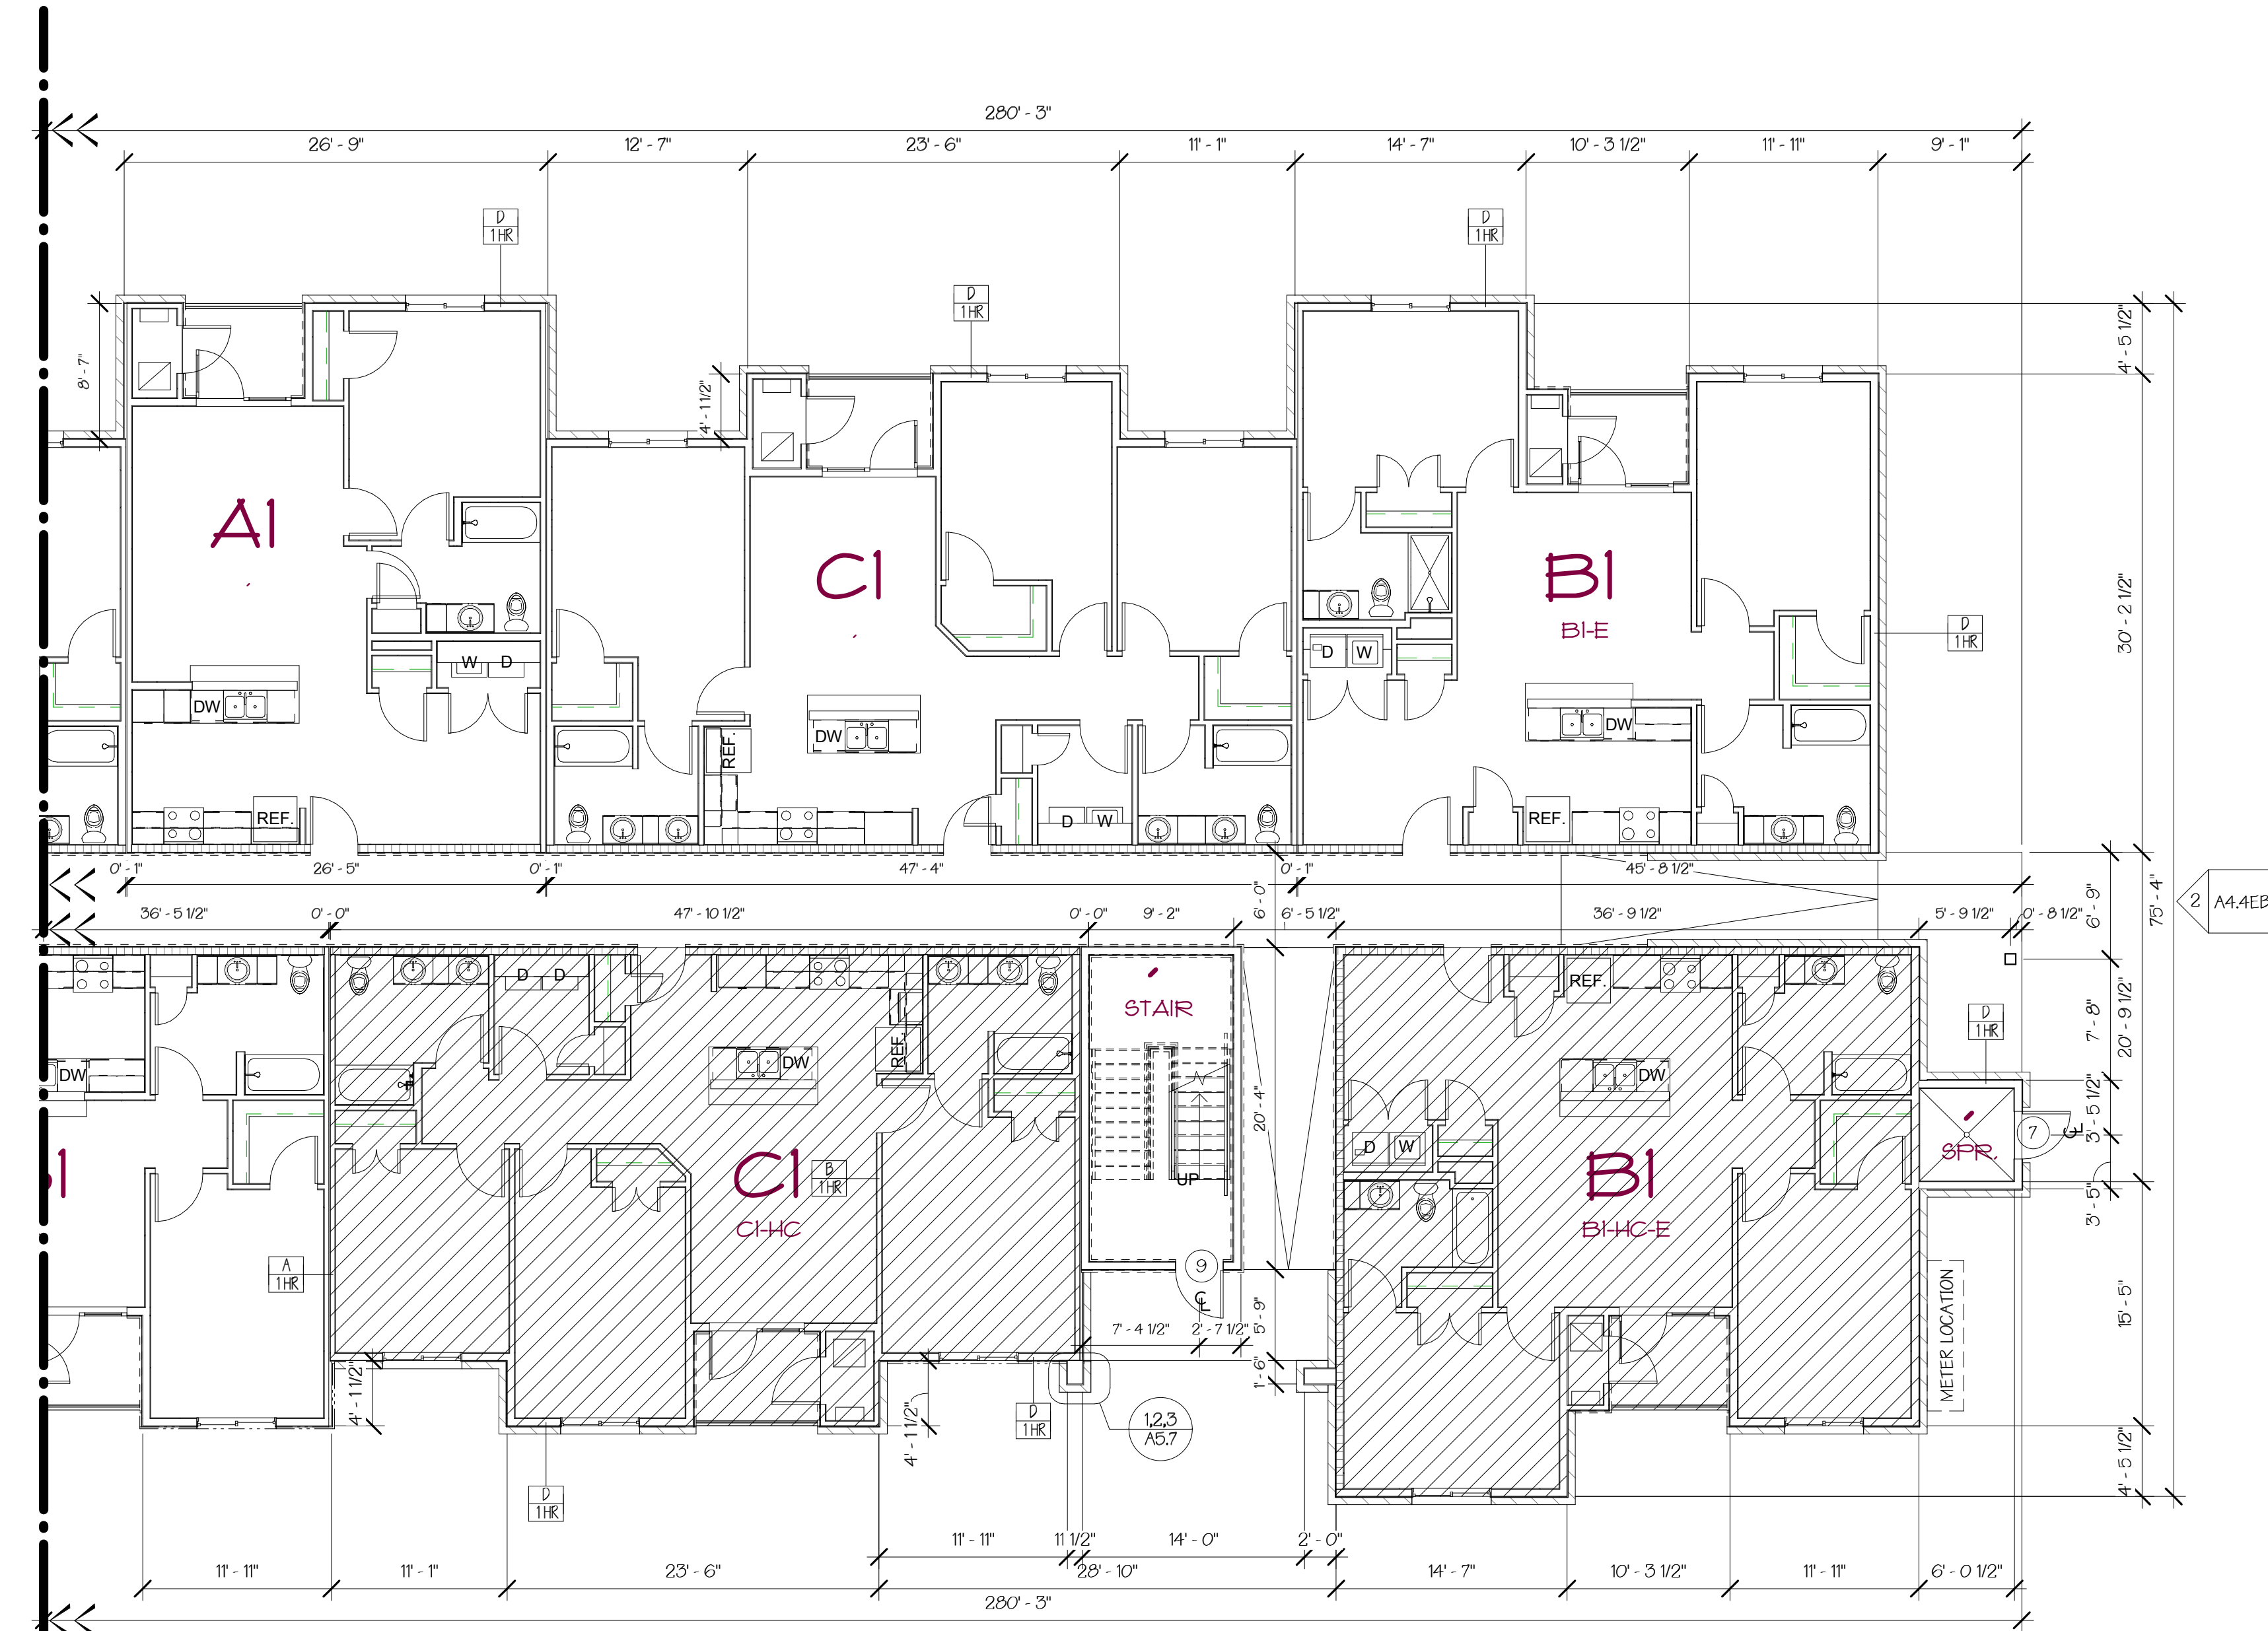 280' - 3"
26' - 9" 12' - 7" 23' - 6" 11' - 1" 14' - 7" 10' - 3 1/2" 11' - 11" 9' - 1"
D
1 HR
D
1 HR
D
1 HR
8' - 7"
4' - 1 1/2"
4' - 5 1/2"
A1
C1
B1
B1-E
30' - 2 1/2"
D
1 HR
W D
D W
DW
DW
DW
REF.
REF.
D W
REF.
0' - 1" 26' - 5" 0' - 1" 47' - 4" 0' - 1" 45' - 8 1/2"
36' - 5 1/2" 0' - 0" 47' - 10 1/2" 0' - 0" 9' - 2" 6' - 0" 6' - 5 1/2" 36' - 9 1/2" 5' - 9 1/2" 0' - 8 1/2"
6' - 9"
75' - 4"
2 A4.4EB
D D
REF.
STAIR
D
1 HR
7' - 8"
20' - 9 1/2"
DW
DW
REF.
DW
20' - 4"
3' - 5 1/2"
7
CL
SPR.
D W
UP
C1
C1-HC
B
1 HR
B1
B1-HC-E
3' - 5"
A
1 HR
9
CL
METER LOCATION
15' - 5"
7' - 4 1/2" 2' - 7 1/2" 5' - 9"
1' - 6"
4' - 1 1/2"
4' - 1 1/2"
D
1 HR
1,2,3
A5.7
D
1 HR
4' - 5 1/2"
11' - 11" 11 1/2" 14' - 0" 2' - 0"
11' - 11" 11' - 1" 23' - 6" 28' - 10" 14' - 7" 10' - 3 1/2" 11' - 11" 6' - 0 1/2"
280' - 3"